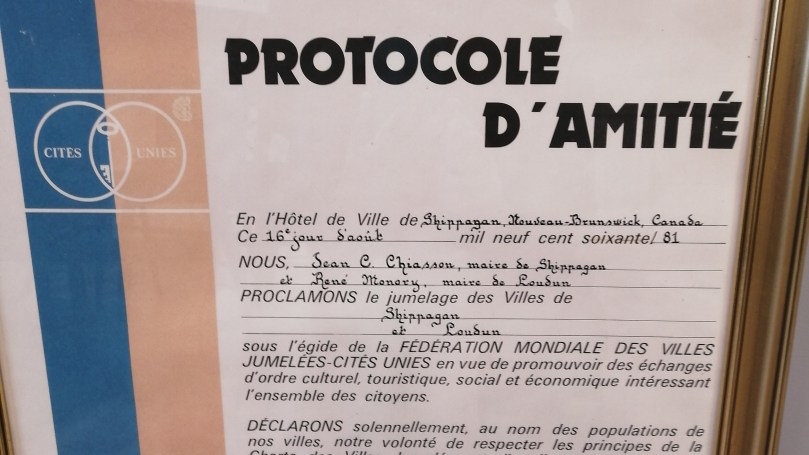 PROTOCOLE
D'AMITIÉ
CITÉS UNIES
En l'Hôtel de Ville de Shippagan, Nouveau-Brunswick, Canada
Ce 16e jour d'août mil neuf cent soixante/ 81
NOUS, Jean C. Chiasson, maire de Shippagan
et René Monory, maire de Loudun
PROCLAMONS le jumelage des Villes de
Shippagan
et Loudun
sous l'égide de la FÉDÉRATION MONDIALE DES VILLES
JUMELÉES-CITÉS UNIES en vue de promouvoir des échanges
d'ordre culturel, touristique, social et économique intéressant
l'ensemble des citoyens.
DÉCLARONS solennellement, au nom des populations de
nos villes, notre volonté de respecter les principes de la